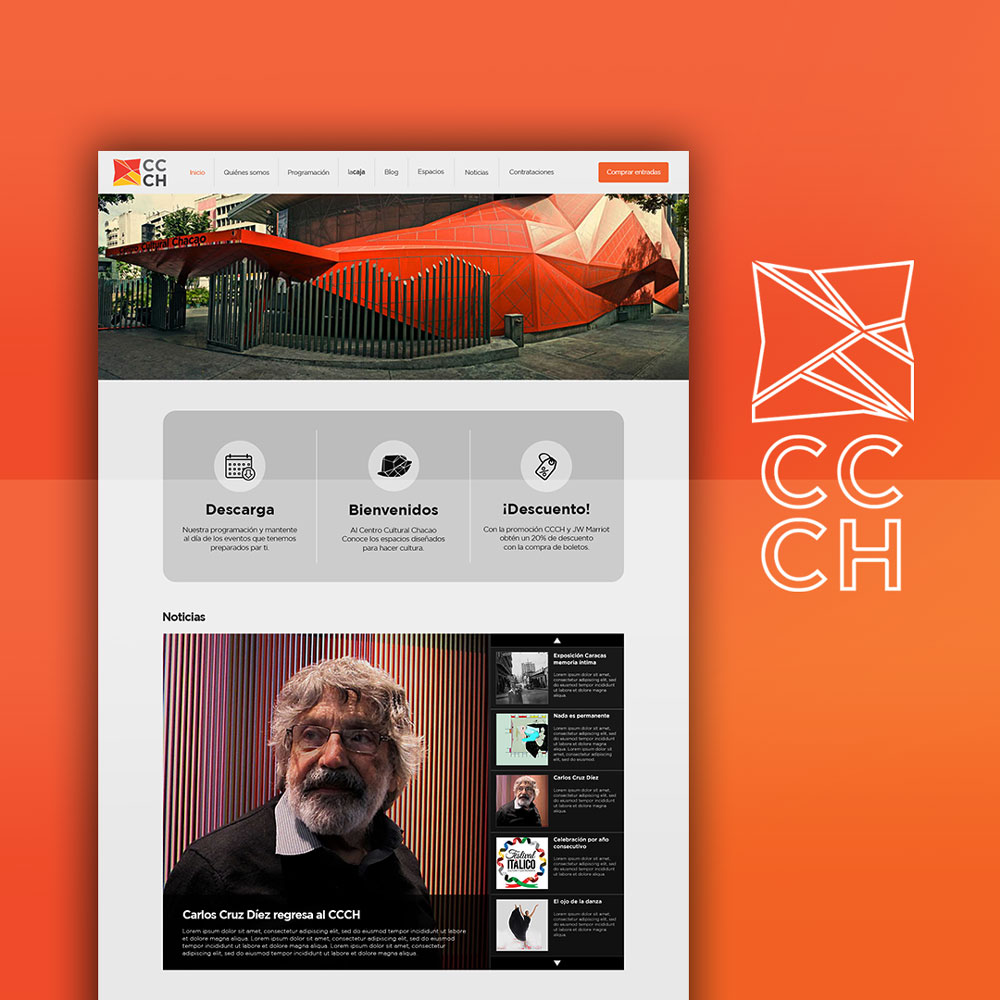 CC
CH
Inicio
Quiénes somos
Programación
lacaja
Blog
Espacios
Noticias
Contrataciones
Comprar entradas
Cultural Chacao
Descarga
Nuestra programación y mantente
al día de los eventos que tenemos
preparados par ti.
Bienvenidos
Al Centro Cultural Chacao
Conoce los espacios diseñados
para hacer cultura.
¡Descuento!
Con la promoción CCCH y JW Marriot
obtén un 20% de descuento
con la compra de boletos.
CC
CH
Noticias
Carlos Cruz Díez regresa al CCCH
Lorem ipsum dolor sit amet, consectetur adipiscing elit, sed do eiusmod
et dolore magna aliqua. Lorem ipsum dolor sit amet, consectetur
tempor incididunt ut labore et dolore magna aliqua. Lorem ipsum dolor sit amet, consectetur
adipiscing elit, sed do eiusmod tempor incididunt ut labore et dolore magna aliqua.
Exposición Caracas
memoria íntima
Lorem ipsum dolor sit amet,
consectetur adipiscing elit, sed
do eiusmod tempor incididunt
ut labore et dolore magna
aliqua.
Nada es permanente
Lorem ipsum dolor sit amet,
consectetur adipiscing elit, sed
do eiusmod tempor incididunt
ut labore et dolore magna
aliqua. Lorem ipsum dolor sit
amet, consectetur adipiscing
elit, sed do eiusmod.
Carlos Cruz Díez
Lorem ipsum dolor sit amet,
consectetur adipiscing elit, sed
do eiusmod tempor incididunt
ut labore et dolore magna
aliqua.
Festival
ITALICO
Celebración por año
consecutivo
Lorem ipsum dolor sit amet,
consectetur adipiscing elit, sed
do eiusmod tempor incididunt
ut labore et dolore magna aliqua.
El ojo de la danza
Lorem ipsum dolor sit amet,
consectetur adipiscing elit, sed
do eiusmod tempor incididunt
ut labore et dolore magna
aliqua.